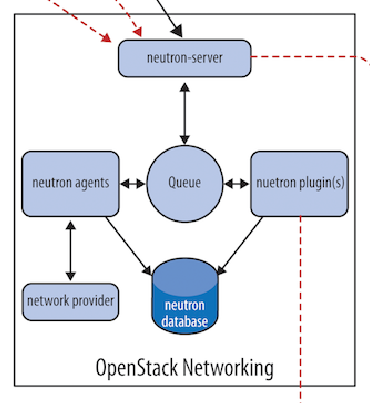 neutron-server
neutron agents
Queue
nuetron plugin(s)
network provider
neutron
database
OpenStack Networking